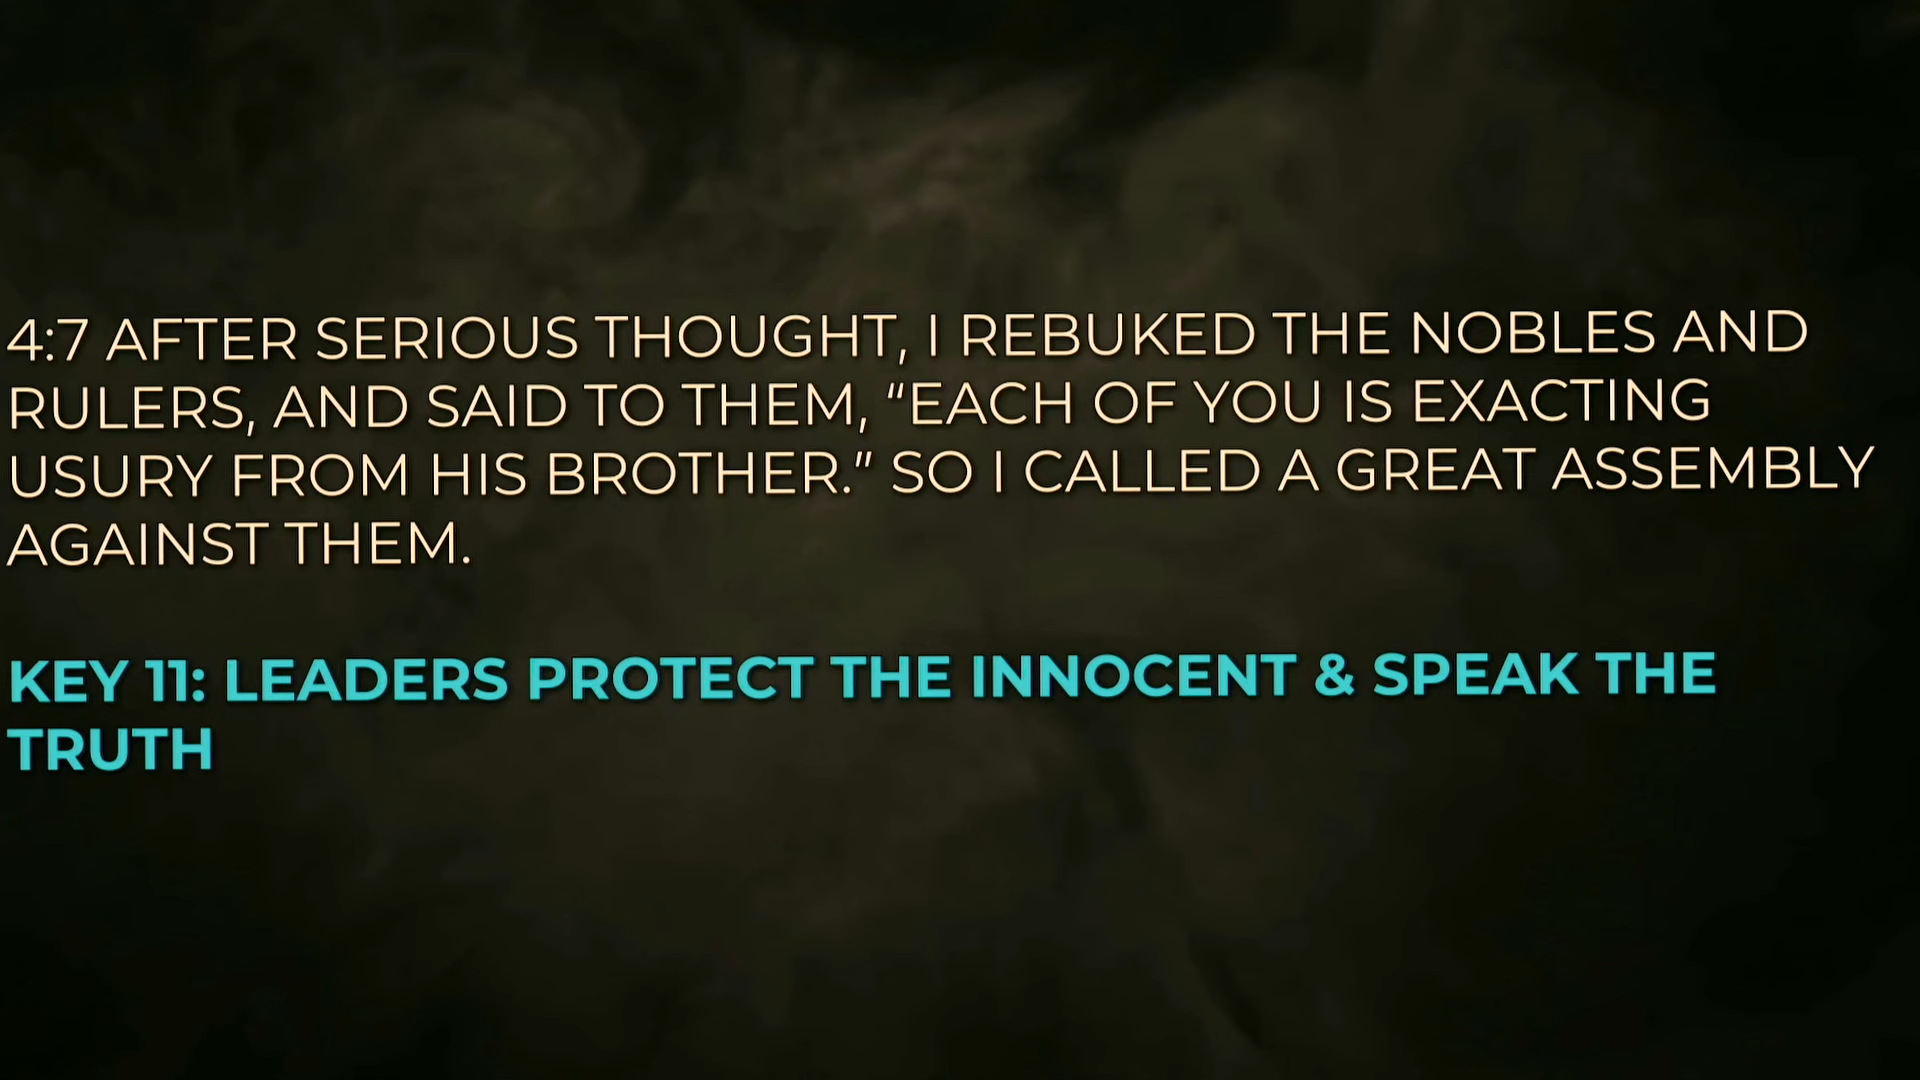 4:7 AFTER SERIOUS THOUGHT, I REBUKED THE NOBLES AND
RULERS, AND SAID TO THEM, “EACH OF YOU IS EXACTING
USURY FROM HIS BROTHER.” SO I CALLED A GREAT ASSEMBLY
AGAINST THEM.
KEY 11: LEADERS PROTECT THE INNOCENT & SPEAK THE
TRUTH